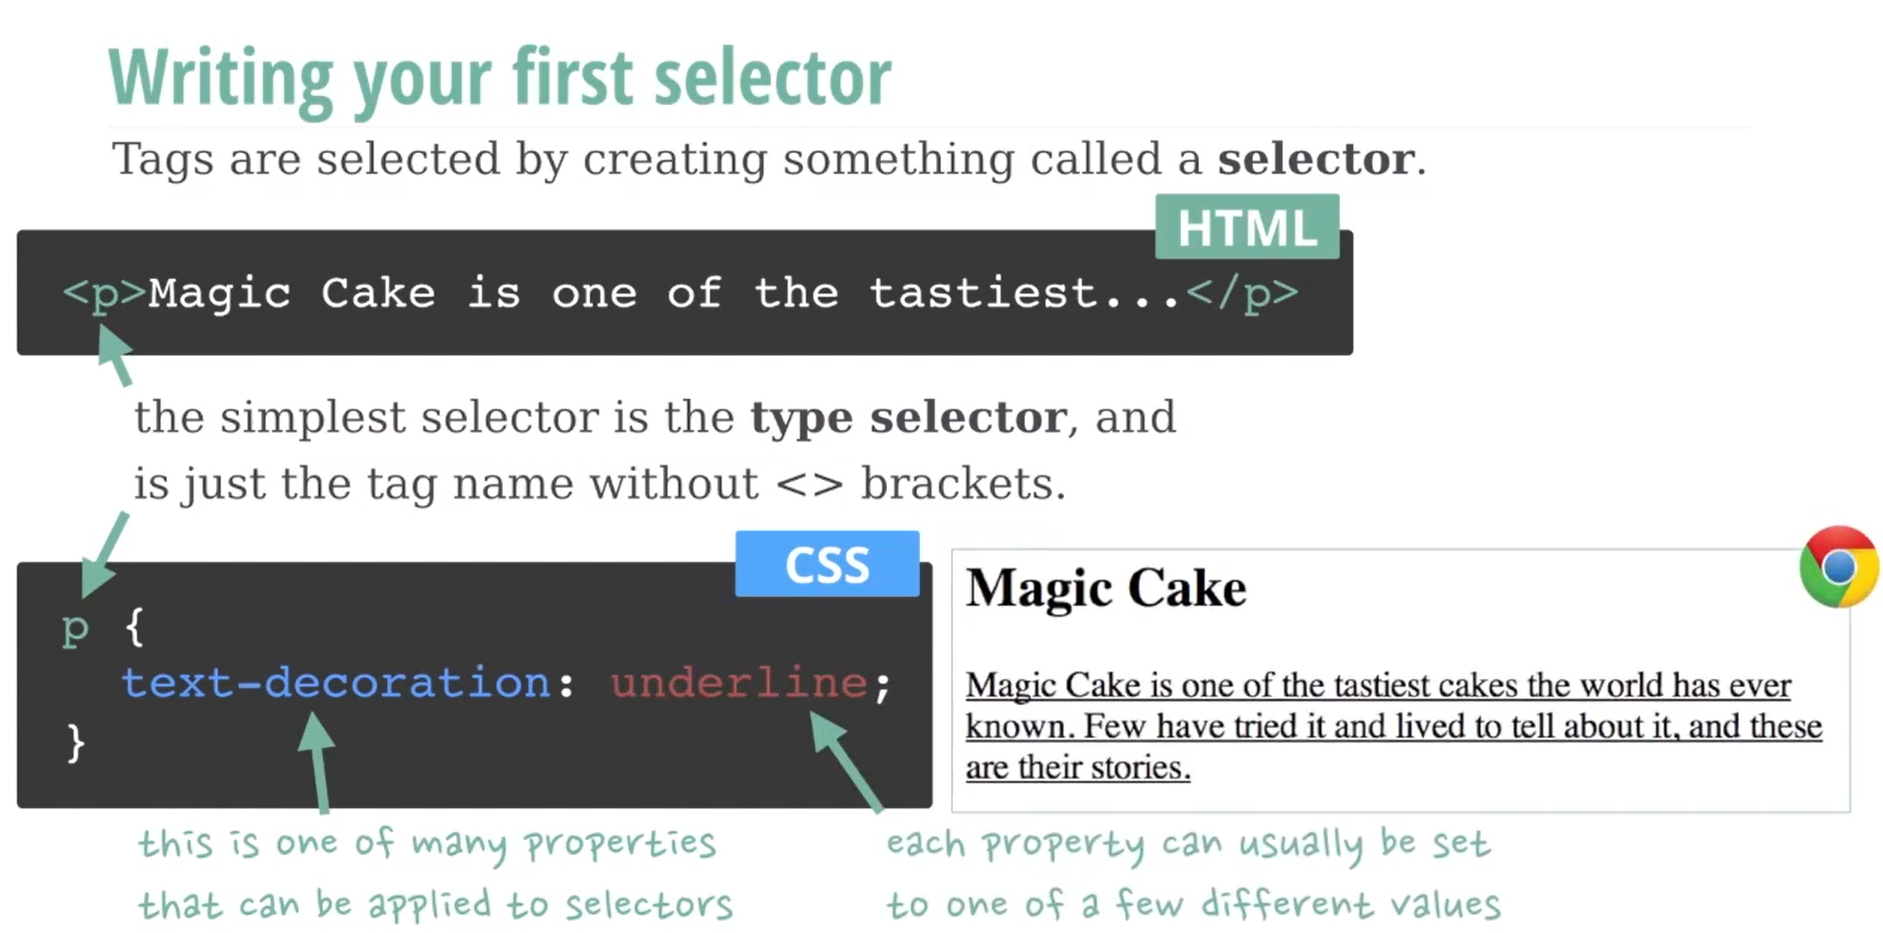 Writing your first selector
Tags are selected by creating something called a selector.
HTML
<p>Magic Cake is one of the tastiest...</p>
the simplest selector is the type selector, and
is just the tag name without <> brackets.
CSS
p {
text-decoration: underline;
}
Magic Cake
Magic Cake is one of the tastiest cakes the world has ever
known. Few have tried it and lived to tell about it, and these
are their stories.
this is one of many properties
that can be applied to selectors
each property can usually be set
to one of a few different values